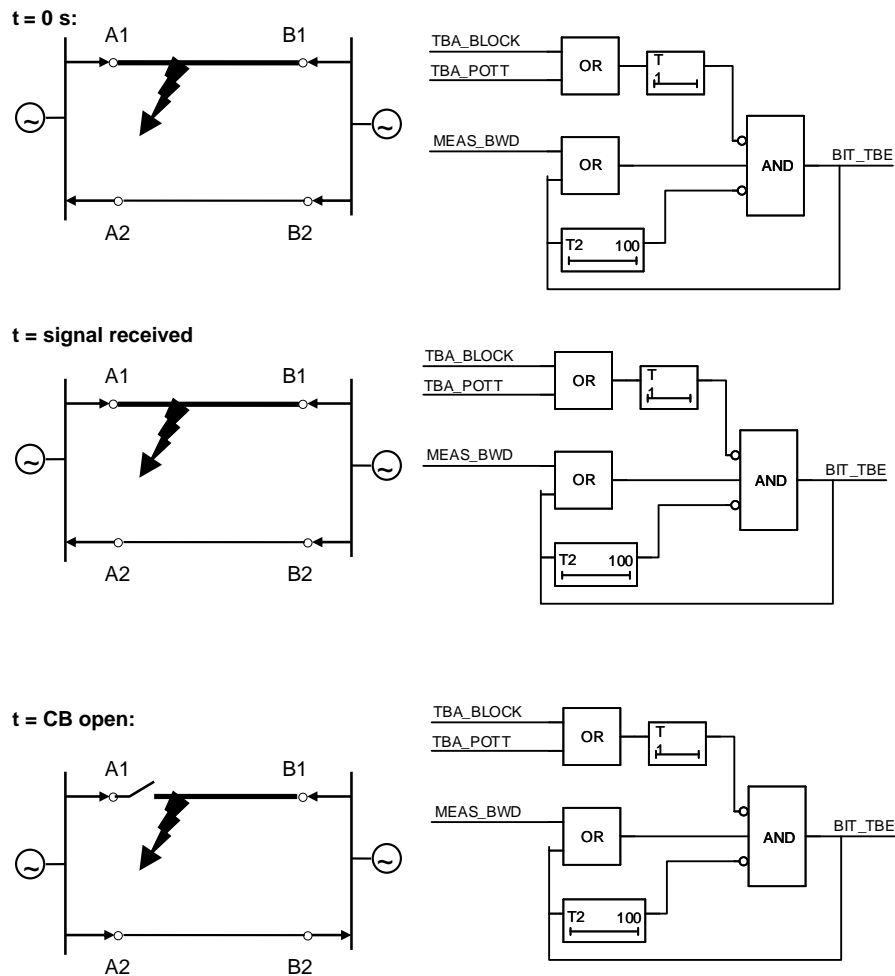 t = 0 s:
A1 B1
A2 B2
TBA_BLOCK
TBA_POTT
OR
T
1
MEAS_BWD
OR
AND
BIT_TBE
T2 100
t = signal received
A1 B1
A2 B2
TBA_BLOCK
TBA_POTT
OR
T
1
MEAS_BWD
OR
AND
BIT_TBE
T2 100
t = CB open:
A1 B1
A2 B2
TBA_BLOCK
TBA_POTT
OR
T
1
MEAS_BWD
OR
AND
BIT_TBE
T2 100